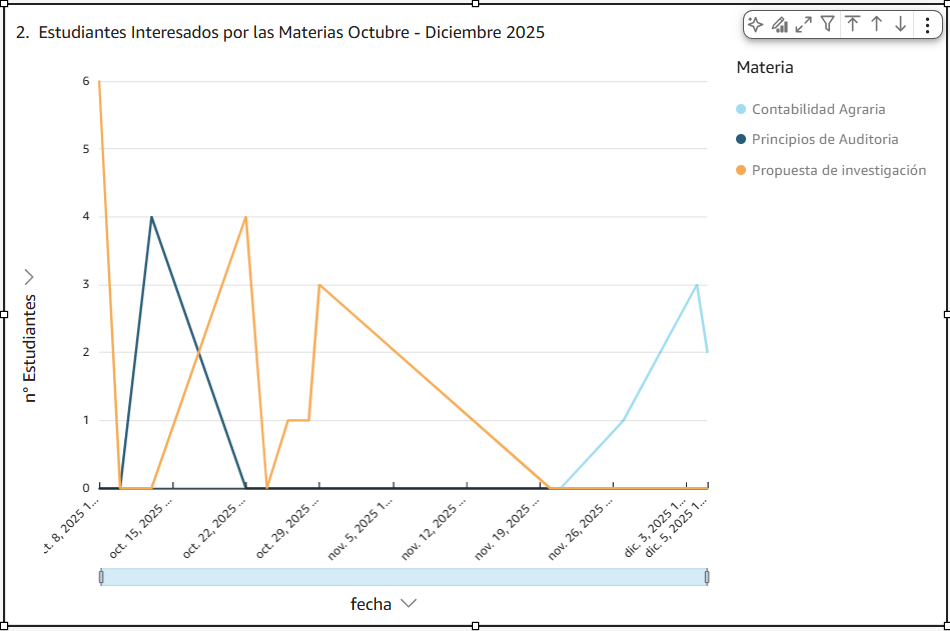 2. Estudiantes Interesados por las Materias Octubre - Diciembre 2025
Materia
Contabilidad Agraria
Principios de Auditoria
Propuesta de investigación
n° Estudiantes
6
5
4
3
2
1
0
t. 8, 2025 1...
oct. 15, 2025 ...
oct. 22, 2025 ...
oct. 29, 2025 ...
nov. 5, 2025 1...
nov. 12, 2025 ...
nov. 19, 2025 ...
nov. 26, 2025 ...
dic. 3, 2025 1...
dic. 5, 2025 1...
fecha